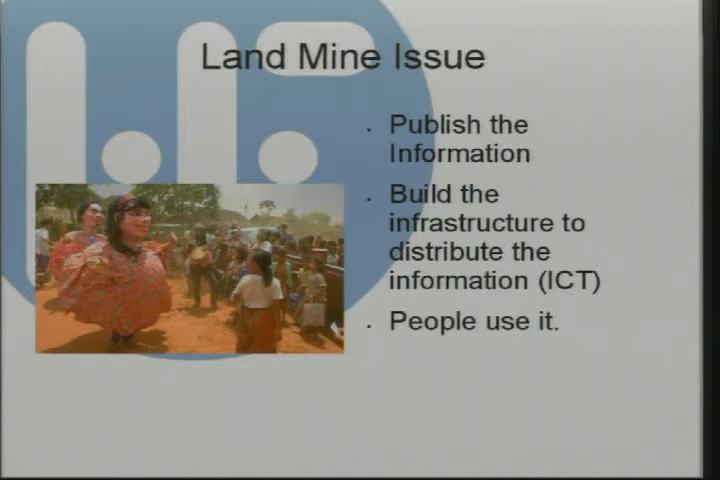 Land Mine Issue
Publish the
Information
Build the
infrastructure to
distribute the
information (ICT)
People use it.